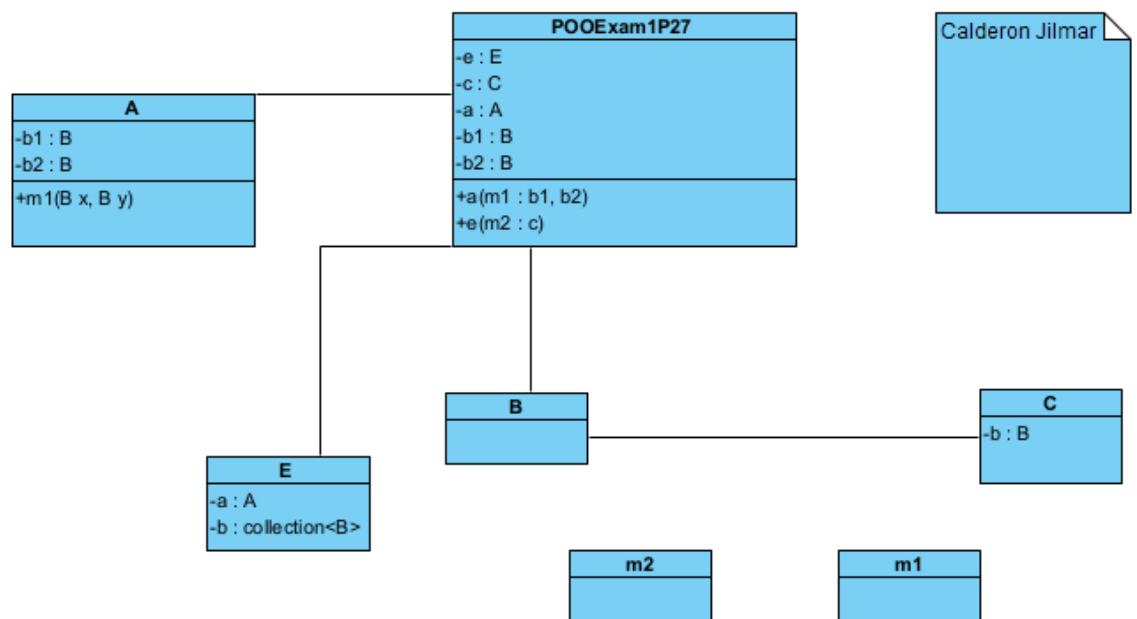 POOExam1P27
-e : E
-c : C
-a : A
-b1 : B
-b2 : B
+a(m1 : b1, b2)
+e(m2 : c)
Calderon Jilmar
A
-b1 : B
-b2 : B
+m1(B x, B y)
B
C
-b : B
E
-a : A
-b : collection<B>
m2
m1